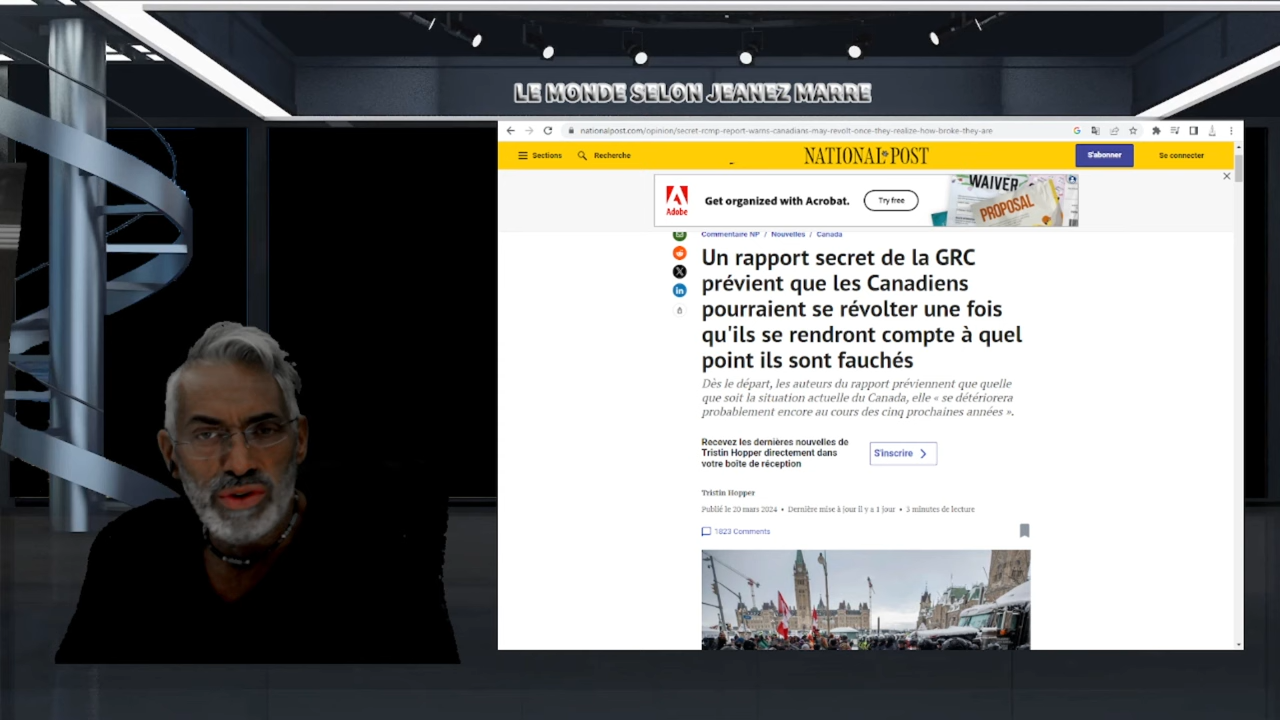 LE MONDE SELON JEANEZ MARRE
nationalpost.com/opinion/secret-rcmp-report-warns-canadians-may-revolt-once-they-realize-how-broke-they-are
Sections
Recherche
NATIONAL POST
S'abonner
Se connecter
Adobe
Get organized with Acrobat.
Try free
WAIVER
PROPOSAL
Commentaire NP / Nouvelles / Canada
Un rapport secret de la GRC
prévient que les Canadiens
pourraient se révolter une fois
qu'ils se rendront compte à quel
point ils sont fauchés
Dès le départ, les auteurs du rapport préviennent que quelle
que soit la situation actuelle du Canada, elle « se détériorera
probablement encore au cours des cinq prochaines années ».
Recevez les dernières nouvelles de
Tristin Hopper directement dans
votre boîte de réception
S'inscrire
Tristin Hopper
Publié le 20 mars 2024 • Dernière mise à jour il y a 1 jour • 5 minutes de lecture
1823 Comments